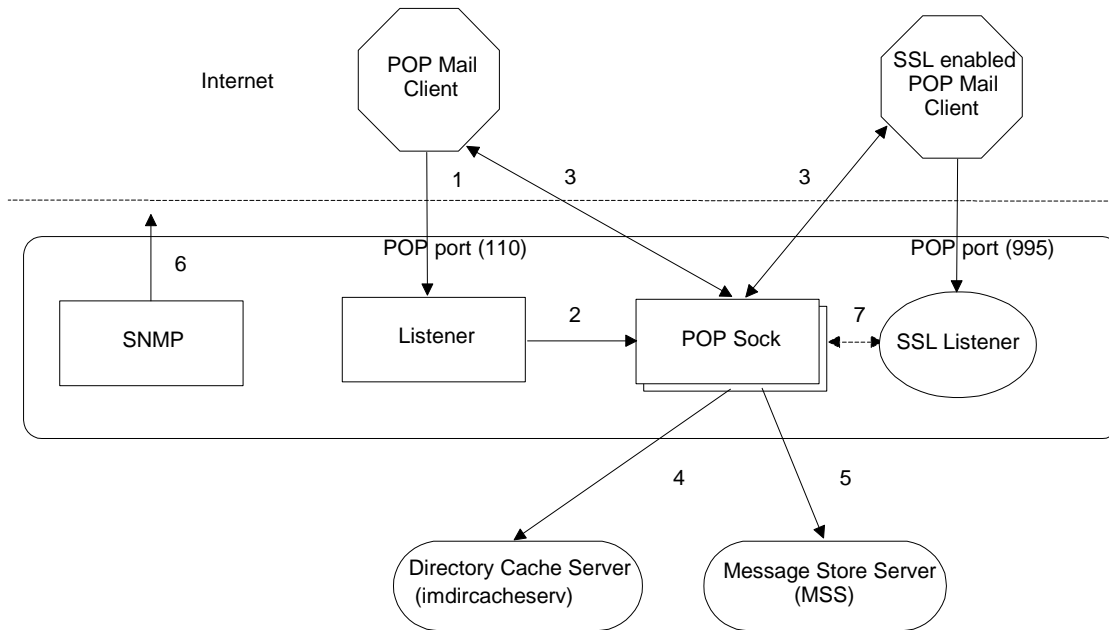 Internet
POP Mail
Client
SSL enabled
POP Mail
Client
1
3
3
POP port (110)
POP port (995)
6
SNMP
Listener
2
POP Sock
7
SSL Listener
4
5
Directory Cache Server
(imdircacheserv)
Message Store Server
(MSS)